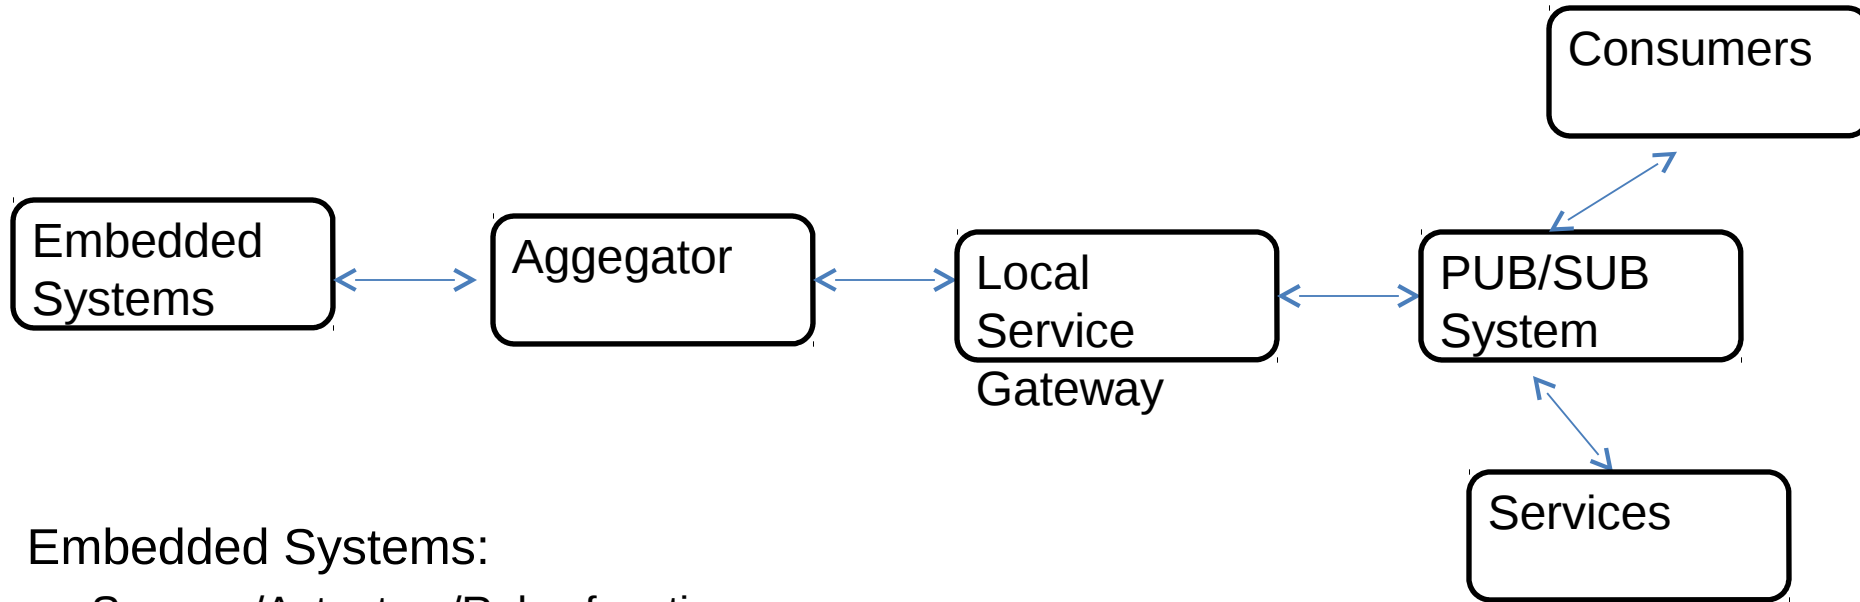 Consumers
Embedded
Systems
Aggegator
Local
Service
Gateway
PUB/SUB
System
Services
Embedded Systems: